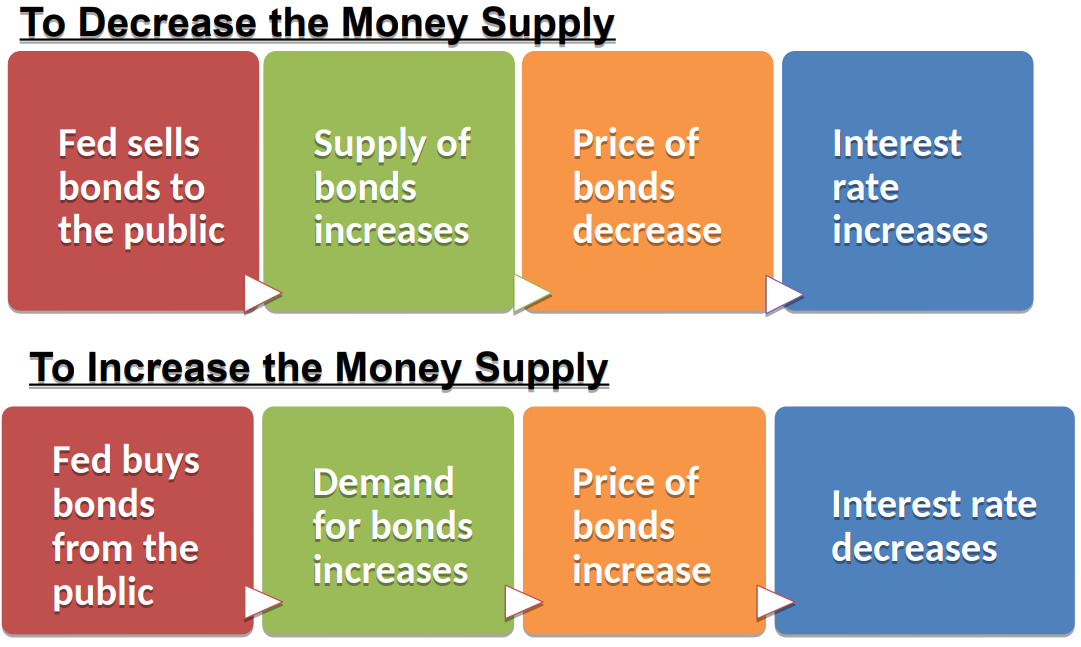 To Decrease the Money Supply
Fed sells
bonds to
the public
Supply of
bonds
increases
Price of
bonds
decrease
Interest
rate
increases
To Increase the Money Supply
Fed buys
bonds
from the
public
Demand
for bonds
increases
Price of
bonds
increase
Interest rate
decreases